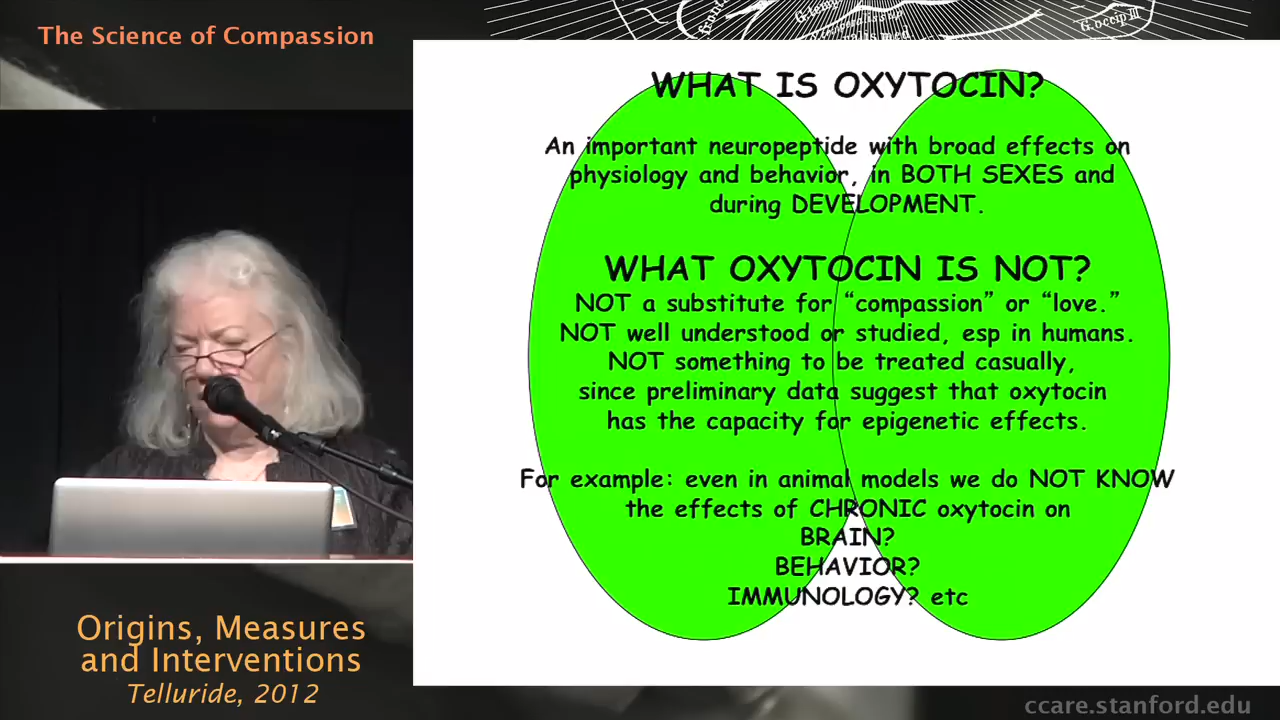 The Science of Compassion
G.occip III
WHAT IS OXYTOCIN?
An important neuropeptide with broad effects on
physiology and behavior, in BOTH SEXES and
during DEVELOPMENT.
WHAT OXYTOCIN IS NOT?
NOT a substitute for “compassion” or “love.”
NOT well understood or studied, esp in humans.
NOT something to be treated casually,
since preliminary data suggest that oxytocin
has the capacity for epigenetic effects.
For example: even in animal models we do NOT KNOW
the effects of CHRONIC oxytocin on
BRAIN?
BEHAVIOR?
IMMUNOLOGY? etc
Origins, Measures
and Interventions
Telluride, 2012
ccare.stanford.edu